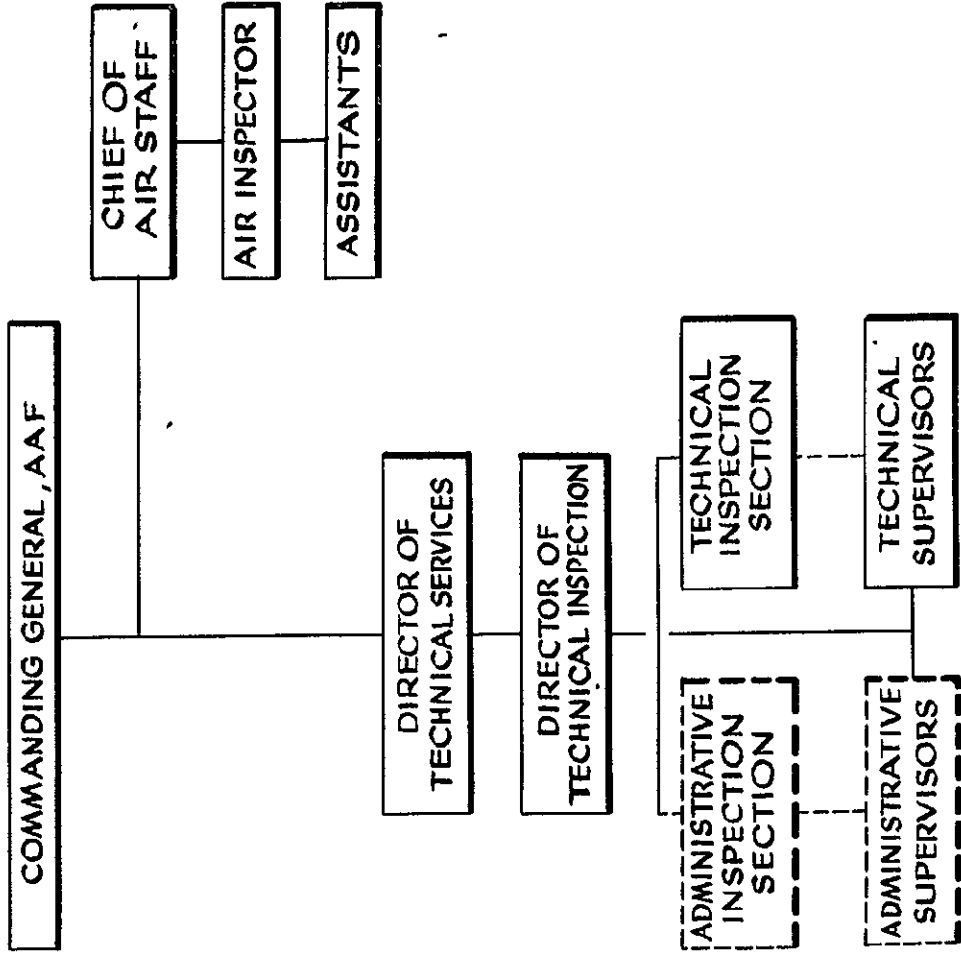 COMMANDING GENERAL, AAF
CHIEF OF
AIR STAFF
AIR INSPECTOR
ASSISTANTS
DIRECTOR OF
TECHNICAL SERVICES
DIRECTOR OF
TECHNICAL INSPECTION
ADMINISTRATIVE
INSPECTION
SECTION
TECHNICAL
INSPECTION
SECTION
ADMINISTRATIVE
SUPERVISORS
TECHNICAL
SUPERVISORS